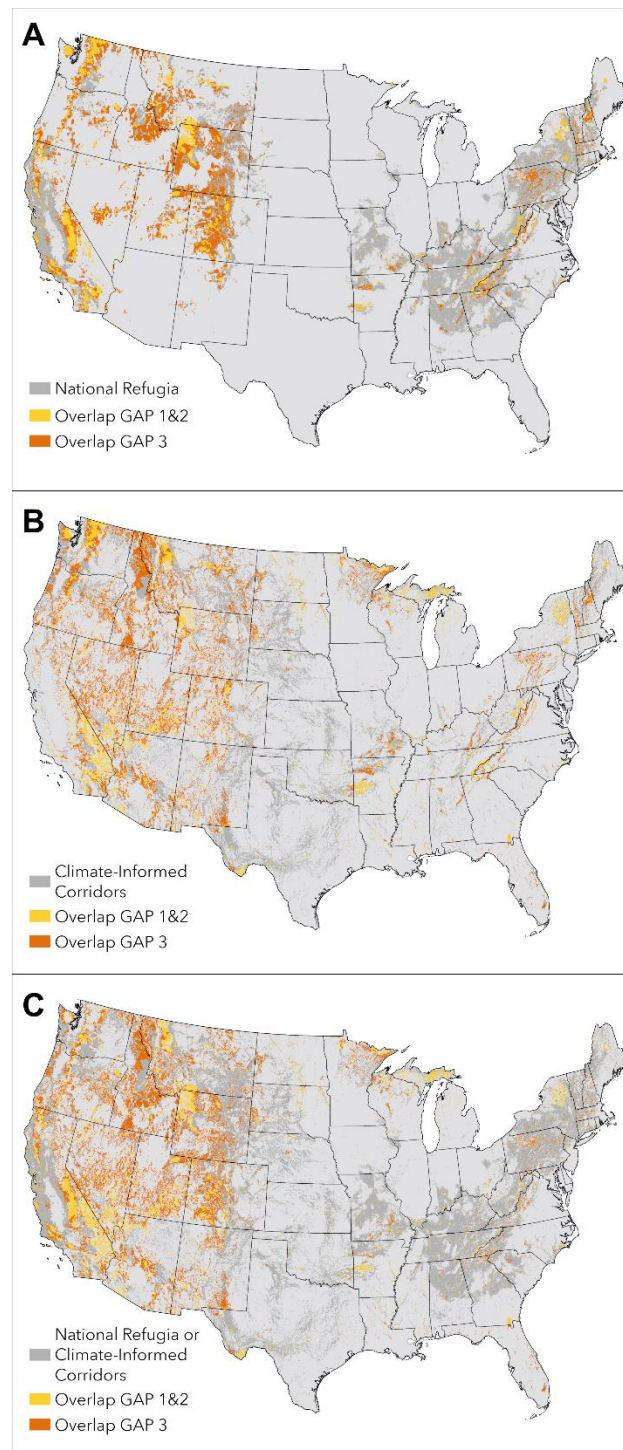 A
National Refugia
Overlap GAP 1&2
Overlap GAP 3
B
Climate-Informed
Corridors
Overlap GAP 1&2
Overlap GAP 3
C
National Refugia or
Climate-Informed
Corridors
Overlap GAP 1&2
Overlap GAP 3